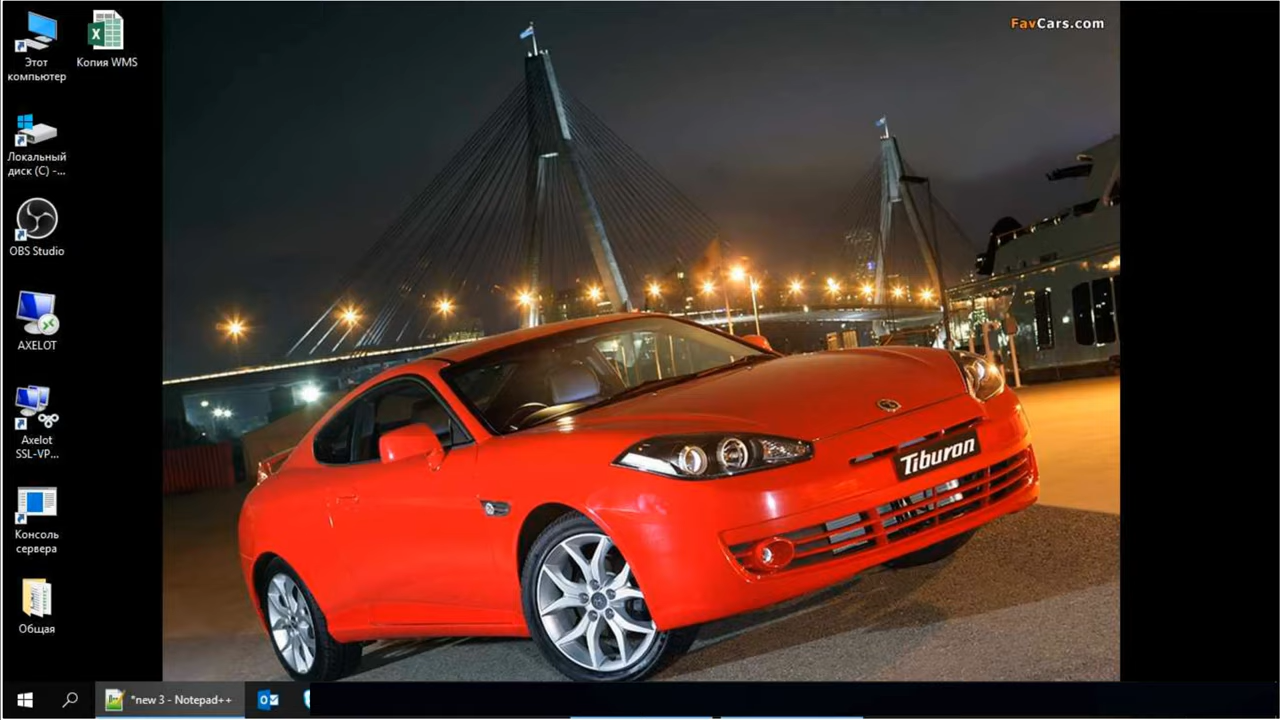 Этот
компьютер
Копия WMS
Локальный
диск (C) -...
OBS Studio
AXELOT
Axelot
SSL-VP...
Консоль
сервера
Общая
FavCars.com
Tiburon
*new 3 - Notepad++